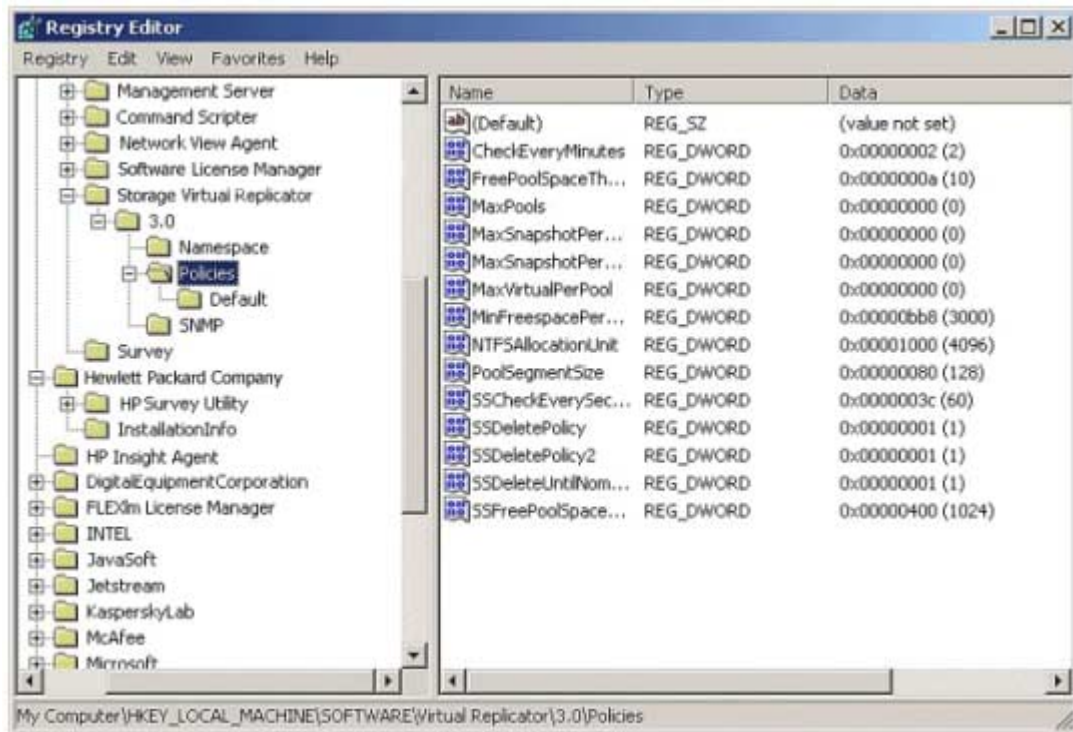 Registry Editor
Registry Edit View Favorites Help
Management Server
Command Scripter
Network View Agent
Software License Manager
Storage Virtual Replicator
3.0
Namespace
Policies
Default
SNMP
Survey
Hewlett Packard Company
HP Survey Utility
InstallationInfo
HP Insight Agent
DigitalEquipmentCorporation
FLEXlm License Manager
INTEL
JavaSoft
Jetstream
KasperskyLab
McAfee
Microsoft
Name Type Data
ab (Default) REG_SZ (value not set)
CheckEveryMinutes REG_DWORD 0x00000002 (2)
FreePoolSpaceTh... REG_DWORD 0x0000000a (10)
MaxPools REG_DWORD 0x00000000 (0)
MaxSnapshotPer... REG_DWORD 0x00000000 (0)
MaxSnapshotPer... REG_DWORD 0x00000000 (0)
MaxVirtualPerPool REG_DWORD 0x00000000 (0)
MinFreespacePer... REG_DWORD 0x00000bb8 (3000)
NTFSAllocationUnit REG_DWORD 0x00001000 (4096)
PoolSegmentSize REG_DWORD 0x00000080 (128)
SSCheckEverySec... REG_DWORD 0x0000003c (60)
SSDeletePolicy REG_DWORD 0x00000001 (1)
SSDeletePolicy2 REG_DWORD 0x00000001 (1)
SSDeleteUntilNom... REG_DWORD 0x00000001 (1)
SSFreePoolSpace... REG_DWORD 0x00000400 (1024)
My Computer\HKEY_LOCAL_MACHINE\SOFTWARE\Virtual Replicator\3.0\Policies